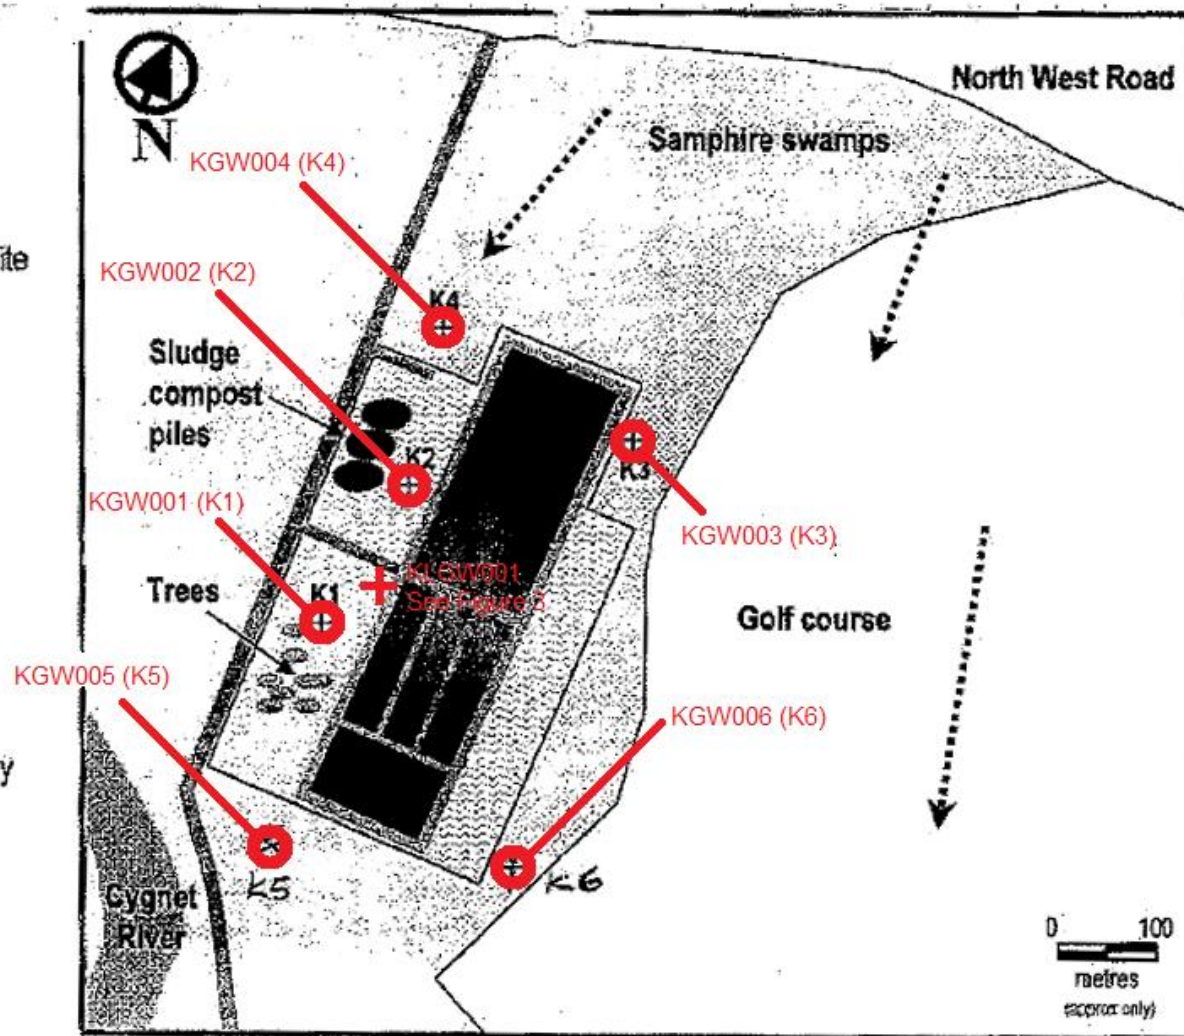 North West Road
Samphire swamps
N
KGW004 (K4)
ite
KGW002 (K2)
K4
Sludge
compost
piles
K2
K3
KGW001 (K1)
KGW003 (K3)
KLGW001
See Figure 3
Trees
K1
Golf course
KGW005 (K5)
KGW006 (K6)
y
K5
K6
Cygnet
River
0 100
metres
(approx only)